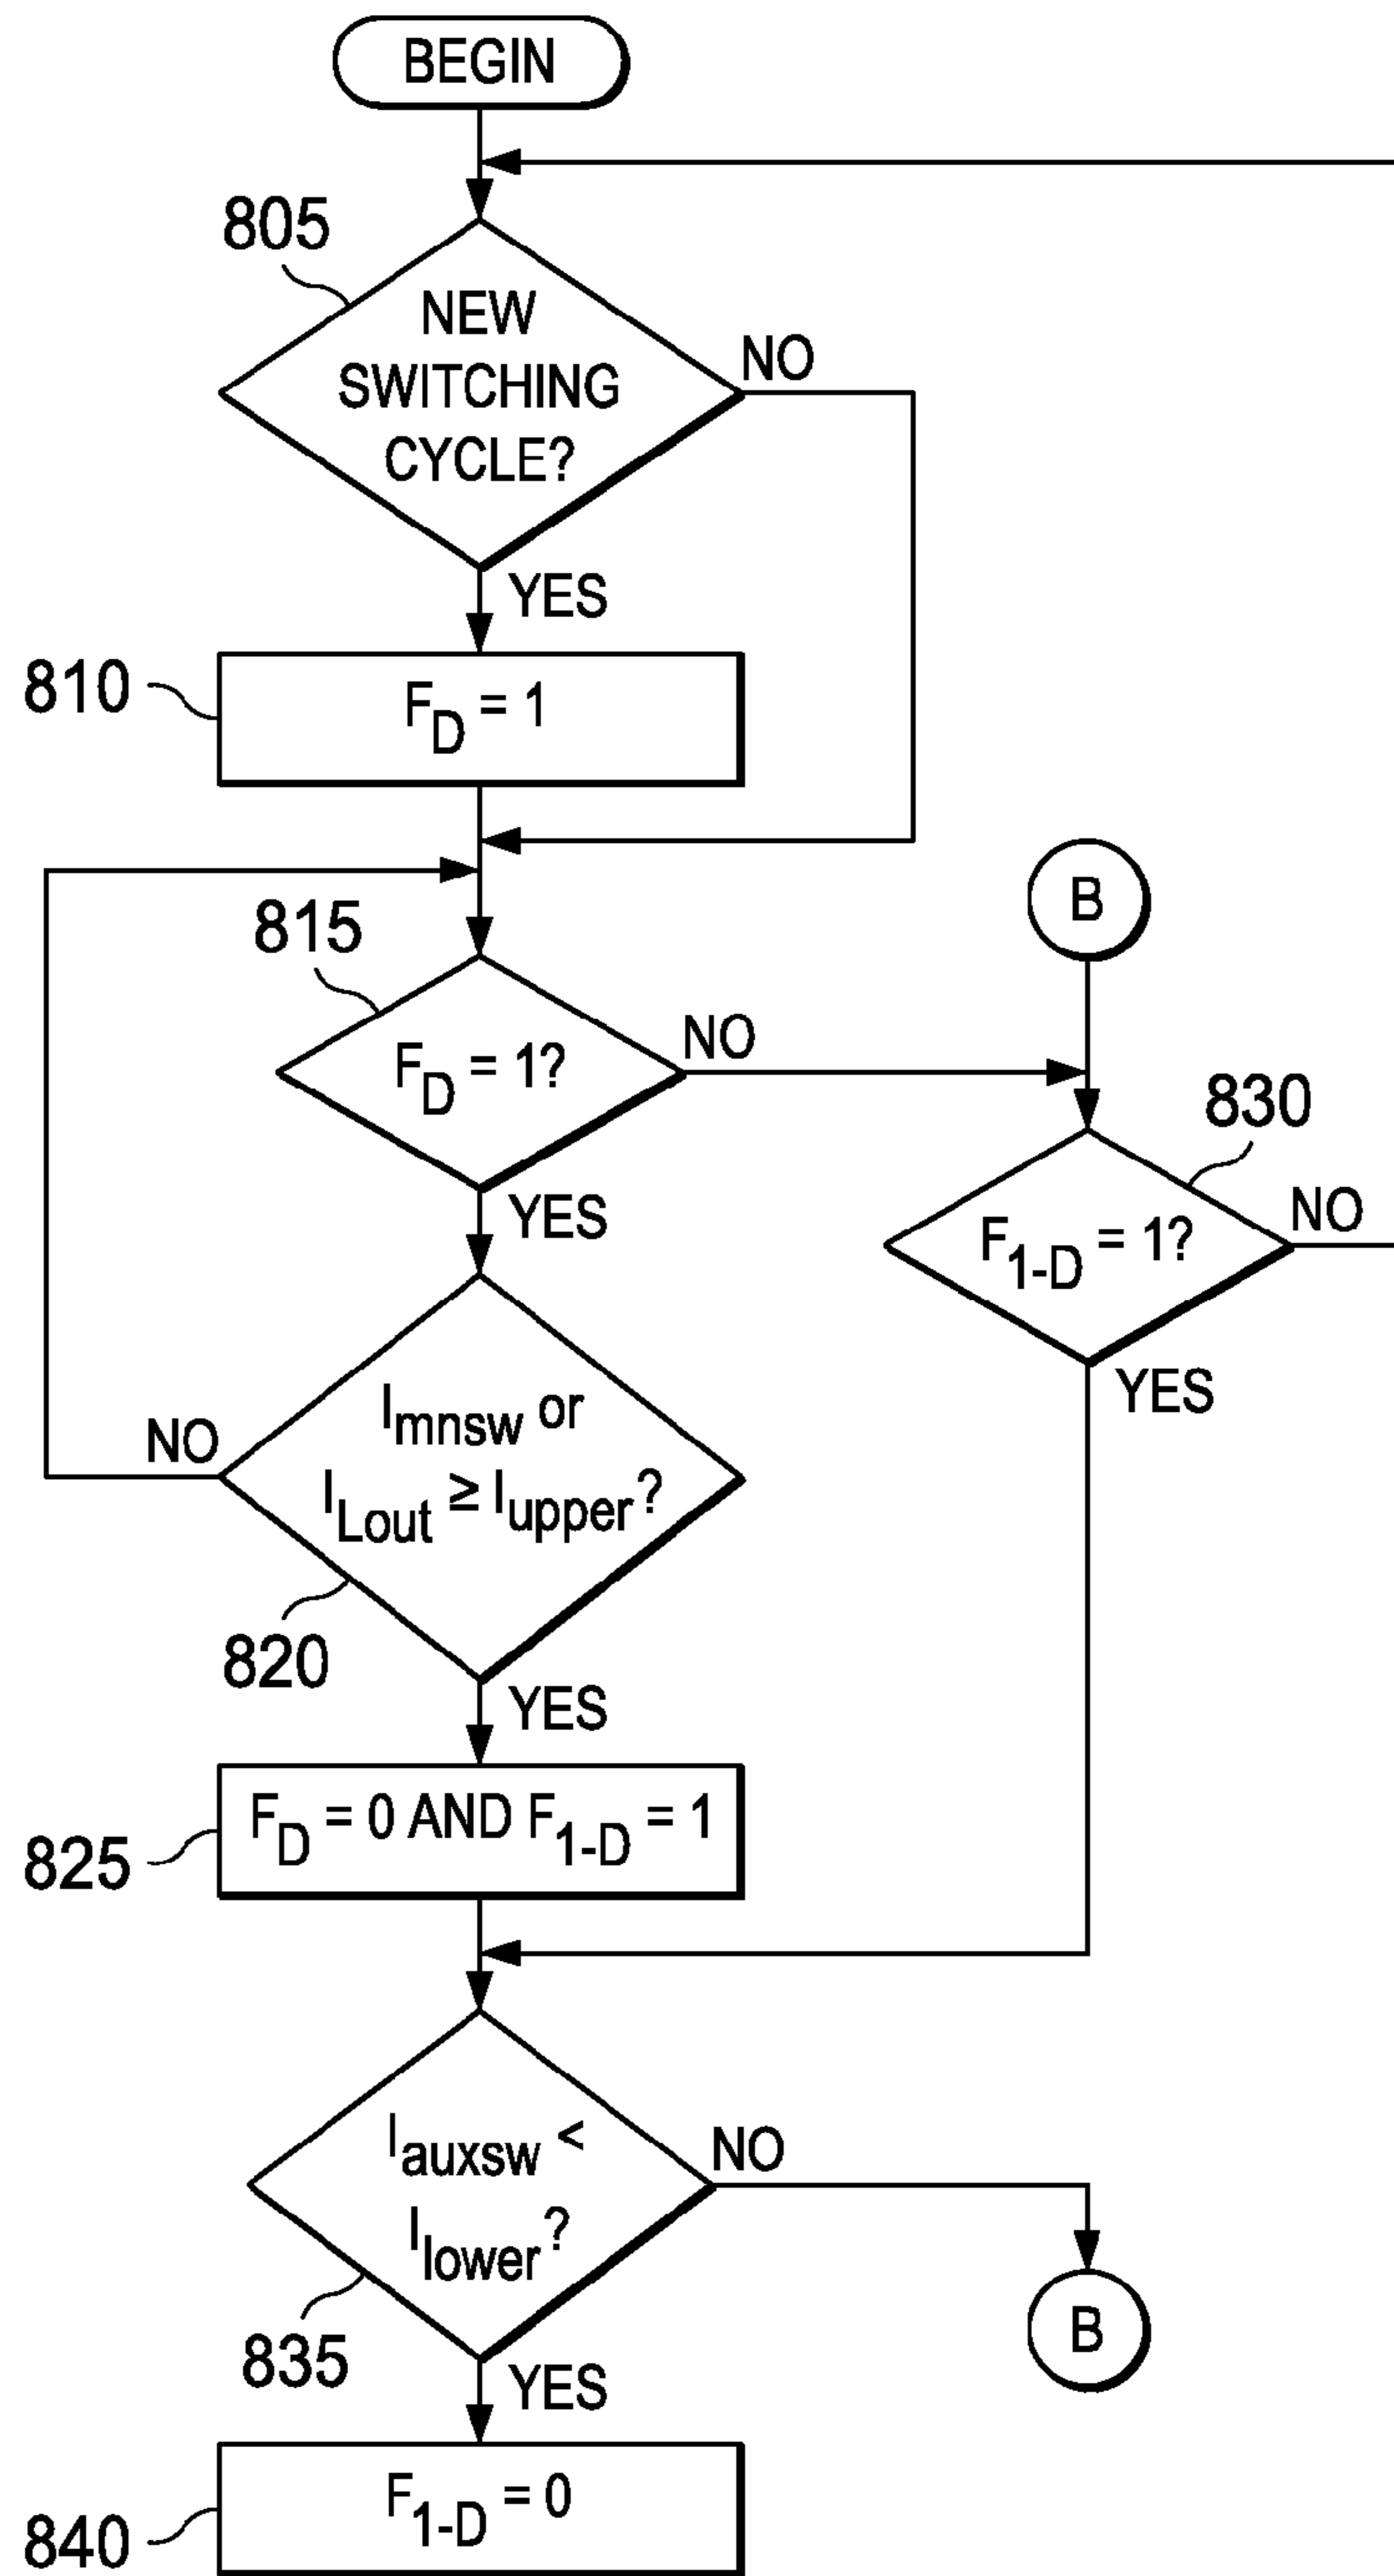 BEGIN
805
NEW
SWITCHING
CYCLE?
NO
YES
810
F_D = 1
815
F_D = 1?
NO
YES
B
830
F_1-D = 1?
NO
YES
I_mnsw or
I_Lout ≥ I_upper?
NO
820
YES
825
F_D = 0 AND F_1-D = 1
I_auxsw <
I_lower?
NO
835
YES
B
840
F_1-D = 0